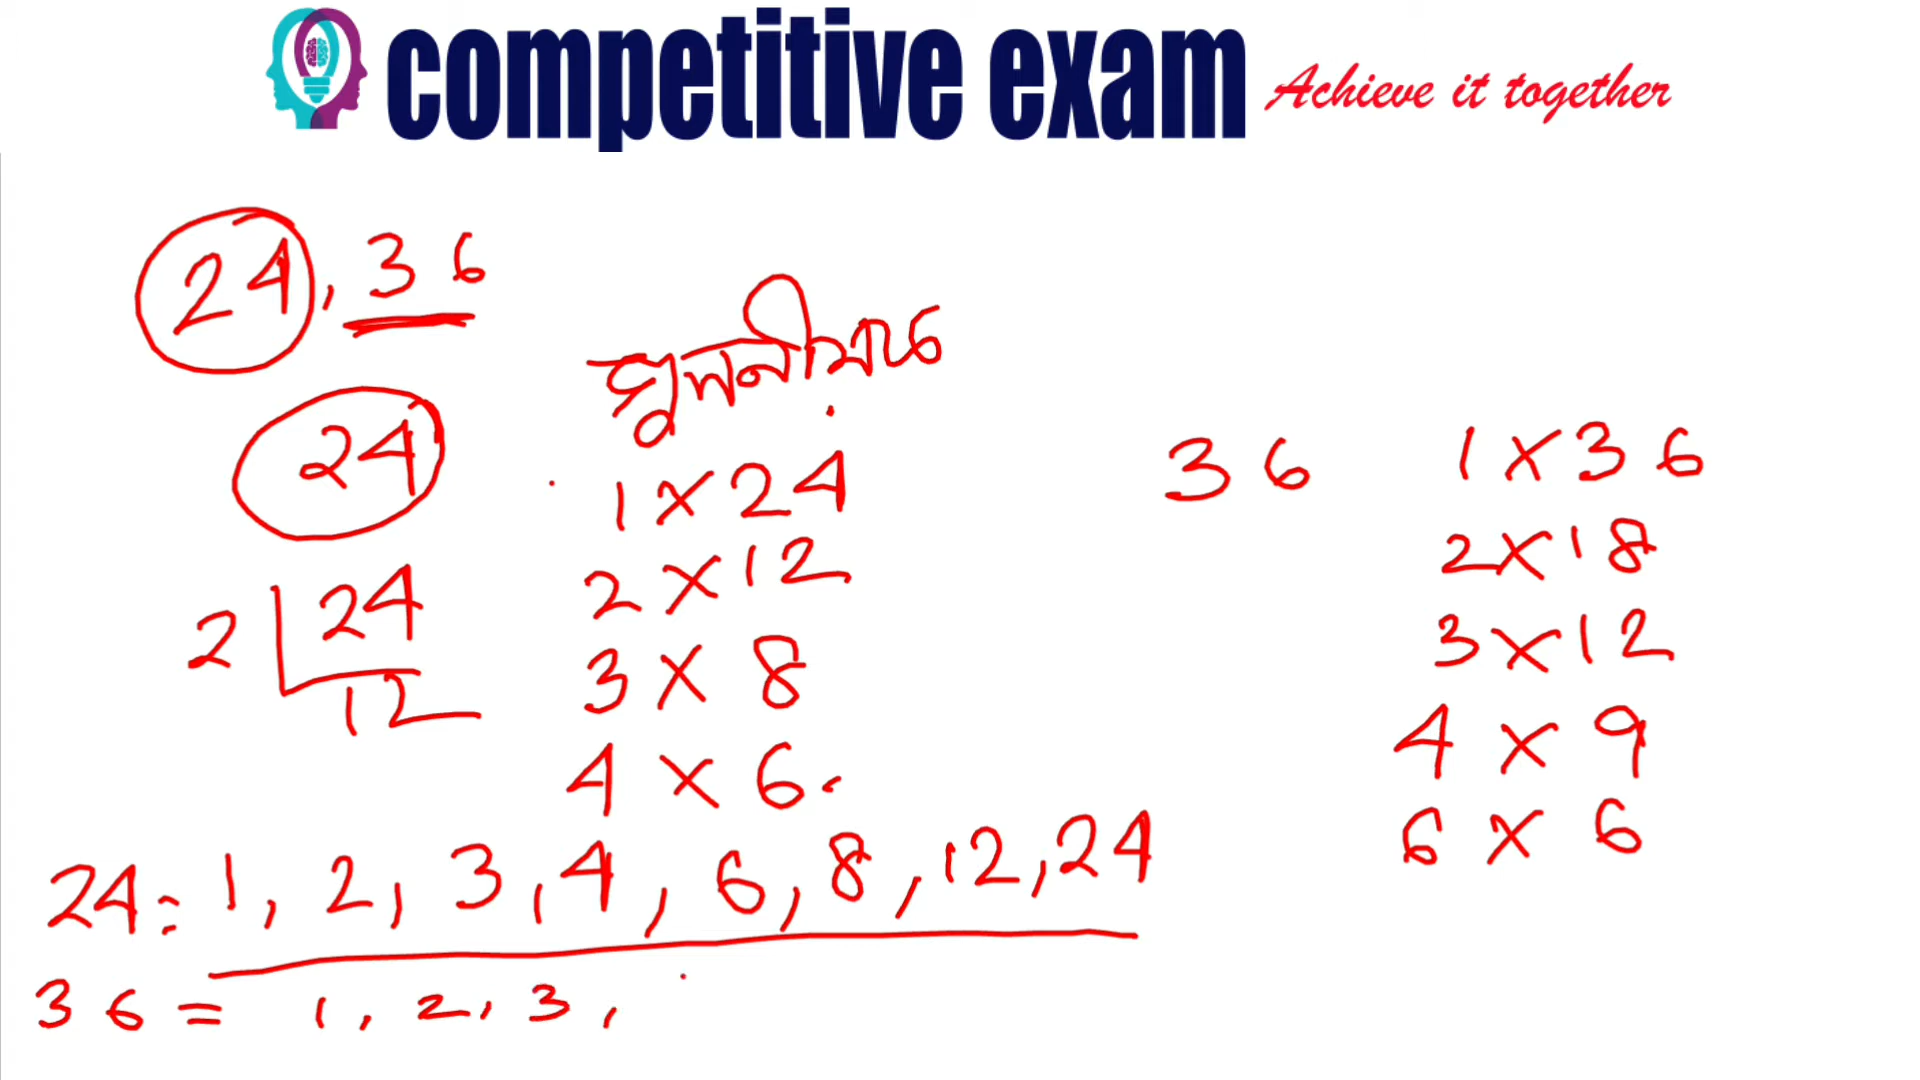 competitive exam Achieve it together
24, 36
24
1 × 24
2 × 12
3 × 8
4 × 6
2 24
12
36 1 × 36
2 × 18
3 × 12
4 × 9
6 × 6
24 = 1, 2, 3, 4, 6, 8, 12, 24
36 = 1, 2, 3,